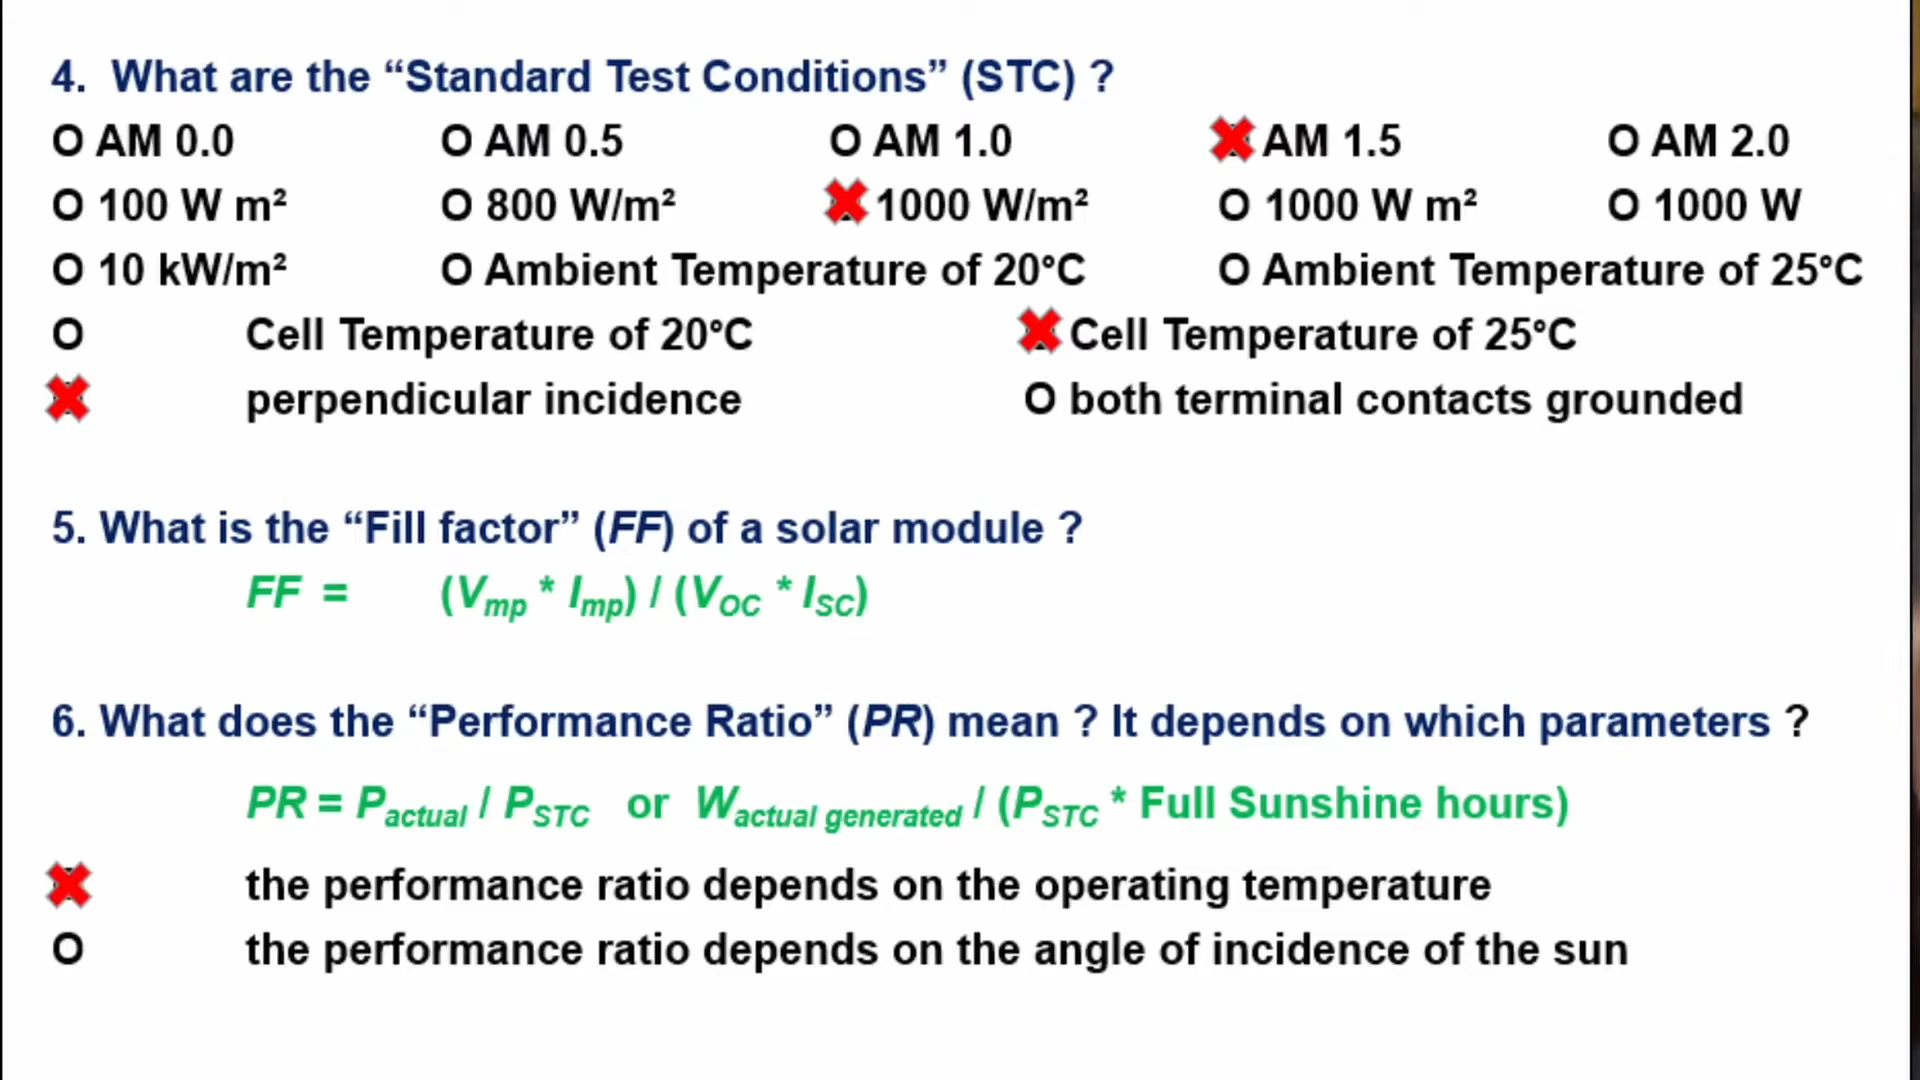 4. What are the “Standard Test Conditions” (STC) ?
O AM 0.0 O AM 0.5 O AM 1.0 AM 1.5 O AM 2.0
O 100 W m² O 800 W/m² 1000 W/m² O 1000 W m² O 1000 W
O 10 kW/m² O Ambient Temperature of 20°C O Ambient Temperature of 25°C
O Cell Temperature of 20°C Cell Temperature of 25°C
perpendicular incidence O both terminal contacts grounded
5. What is the “Fill factor” (FF) of a solar module ?
FF = (Vmp * Imp) / (VOC * ISC)
6. What does the “Performance Ratio” (PR) mean ? It depends on which parameters ?
PR = Pactual / PSTC or Wactual generated / (PSTC * Full Sunshine hours)
the performance ratio depends on the operating temperature
O the performance ratio depends on the angle of incidence of the sun